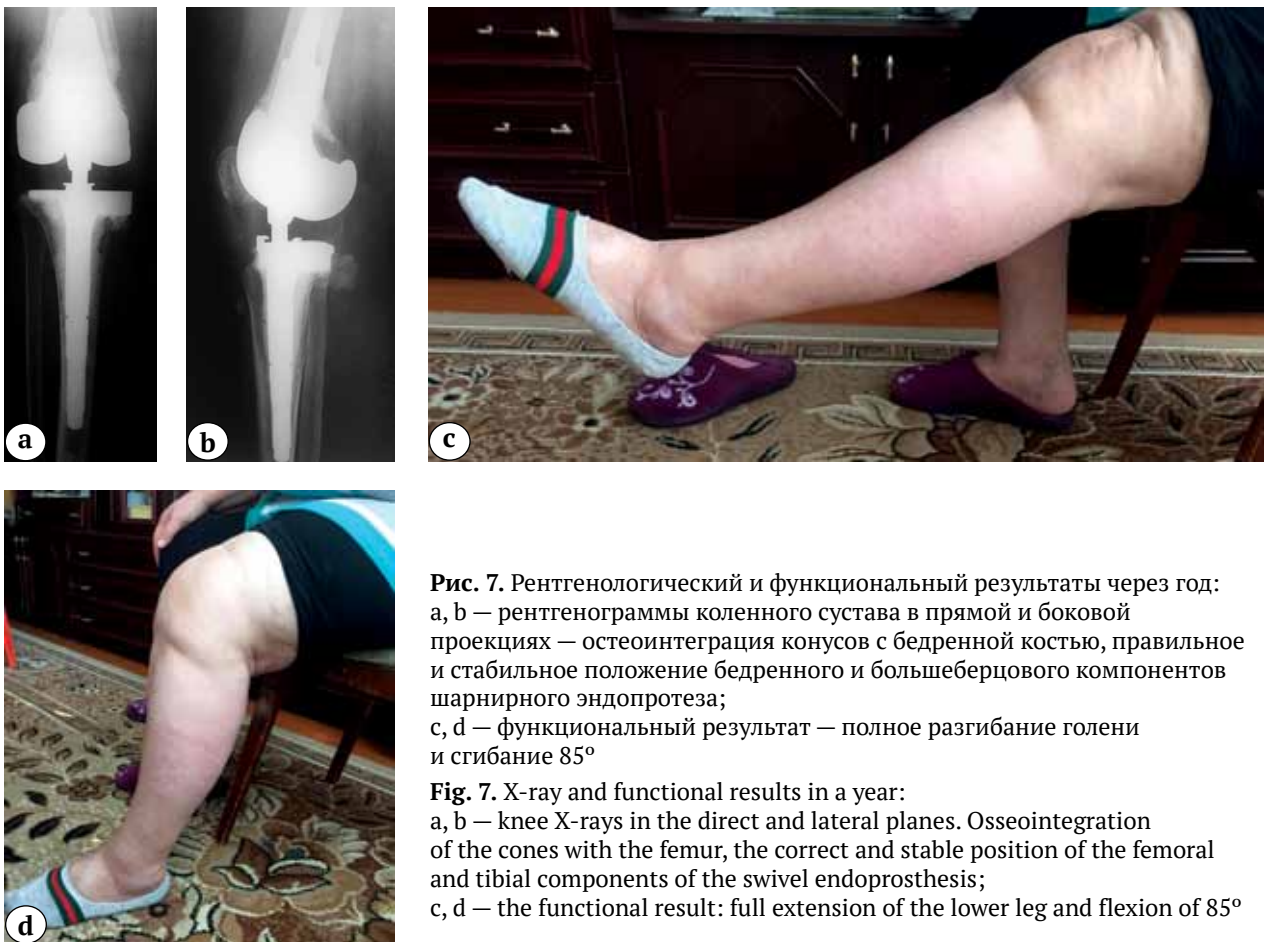 a
b
c
d
Рис. 7. Рентгенологический и функциональный результаты через год:
a, b — рентгенограммы коленного сустава в прямой и боковой
проекциях — остеоинтеграция конусов с бедренной костью, правильное
и стабильное положение бедренного и большеберцового компонентов
шарнирного эндопротеза;
c, d — функциональный результат — полное разгибание голени
и сгибание 85º
Fig. 7. X-ray and functional results in a year:
a, b — knee X-rays in the direct and lateral planes. Osseointegration
of the cones with the femur, the correct and stable position of the femoral
and tibial components of the swivel endoprosthesis;
c, d — the functional result: full extension of the lower leg and flexion of 85º